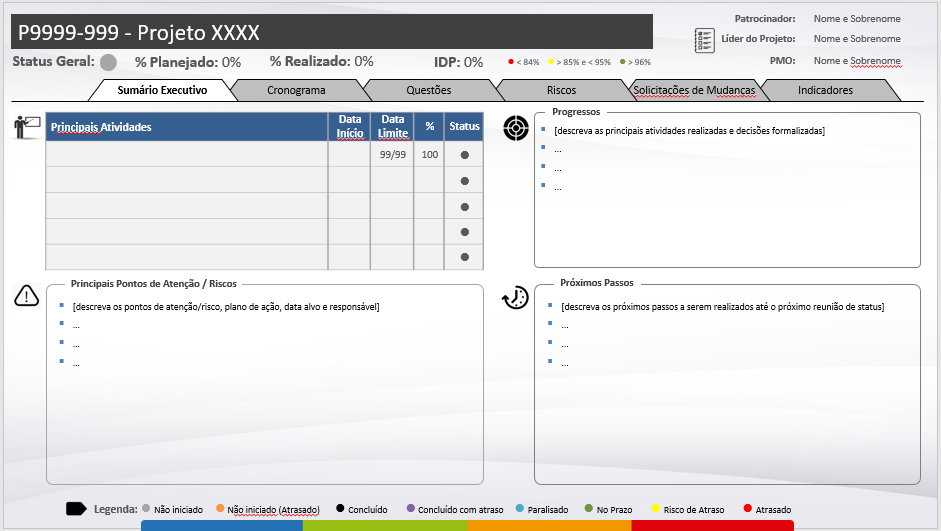 P9999-999 - Projeto XXXX
Patrocinador: Nome e Sobrenome
Líder do Projeto: Nome e Sobrenome
PMO: Nome e Sobrenome
Status Geral: % Planejado: 0% % Realizado: 0% IDP: 0% < 84% > 85% e < 95% > 96%
Sumário Executivo Cronograma Questões Riscos Solicitações de Mudanças Indicadores
Principais Atividades Data Início Data Limite % Status
99/99 100
Progressos
[descreva as principais atividades realizadas e decisões formalizadas]
...
...
...
Principais Pontos de Atenção / Riscos
[descreva os pontos de atenção/risco, plano de ação, data alvo e responsável]
...
...
...
Próximos Passos
[descreva os próximos passos a serem realizados até o próximo reunião de status]
...
...
...
Legenda: Não iniciado Não iniciado (Atrasado) Concluído Concluído com atraso Paralisado No Prazo Risco de Atraso Atrasado